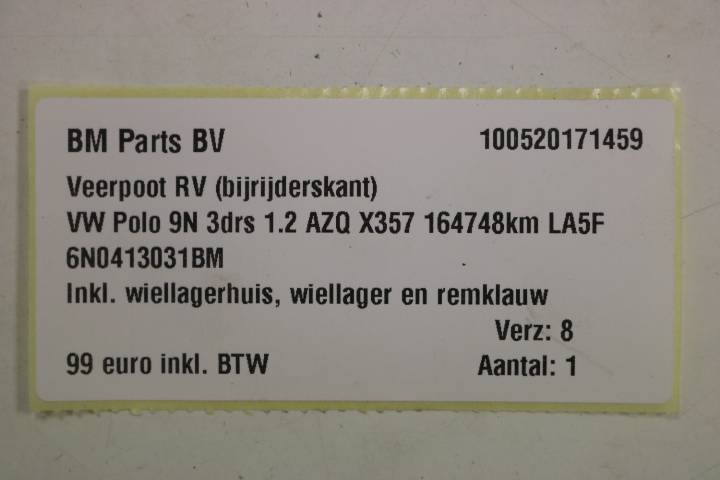 BM Parts BV 100520171459
Veerpoot RV (bijrijderskant)
VW Polo 9N 3drs 1.2 AZQ X357 164748km LA5F
6N0413031BM
Inkl. wiellagerhuis, wiellager en remklauw
Verz: 8
99 euro inkl. BTW Aantal: 1